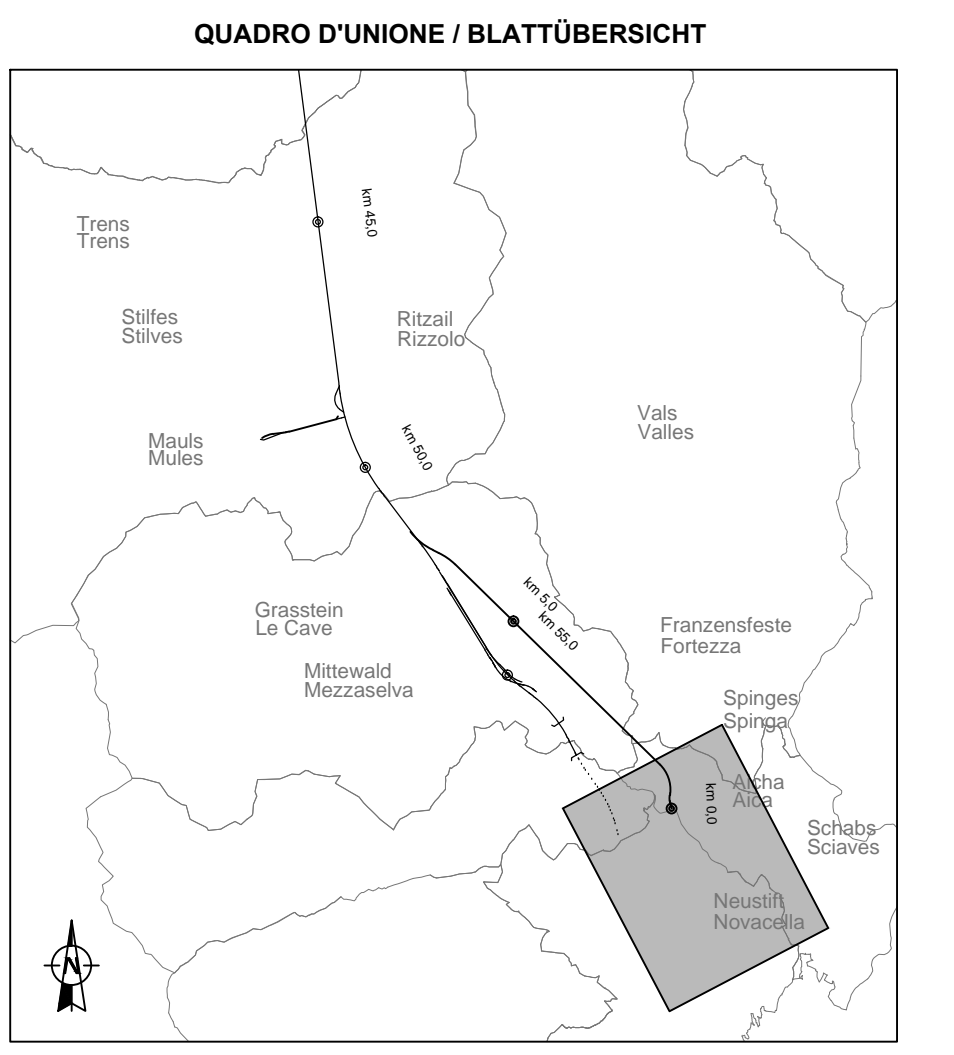 QUADRO D'UNIONE / BLATTÜBERSICHT
km 45,0
Trens
Trens
Stilfes
Stilves
Ritzail
Rizzolo
Vals
Valles
Mauls
Mules
km 50,0
km 5,0
km 55,0
Grasstein
Le Cave
Franzensfeste
Fortezza
Mittewald
Mezzaselva
Spinges
Spinga
Aicha
Aica
km 0,0
Schabs
Sciaves
Neustift
Novacella
N